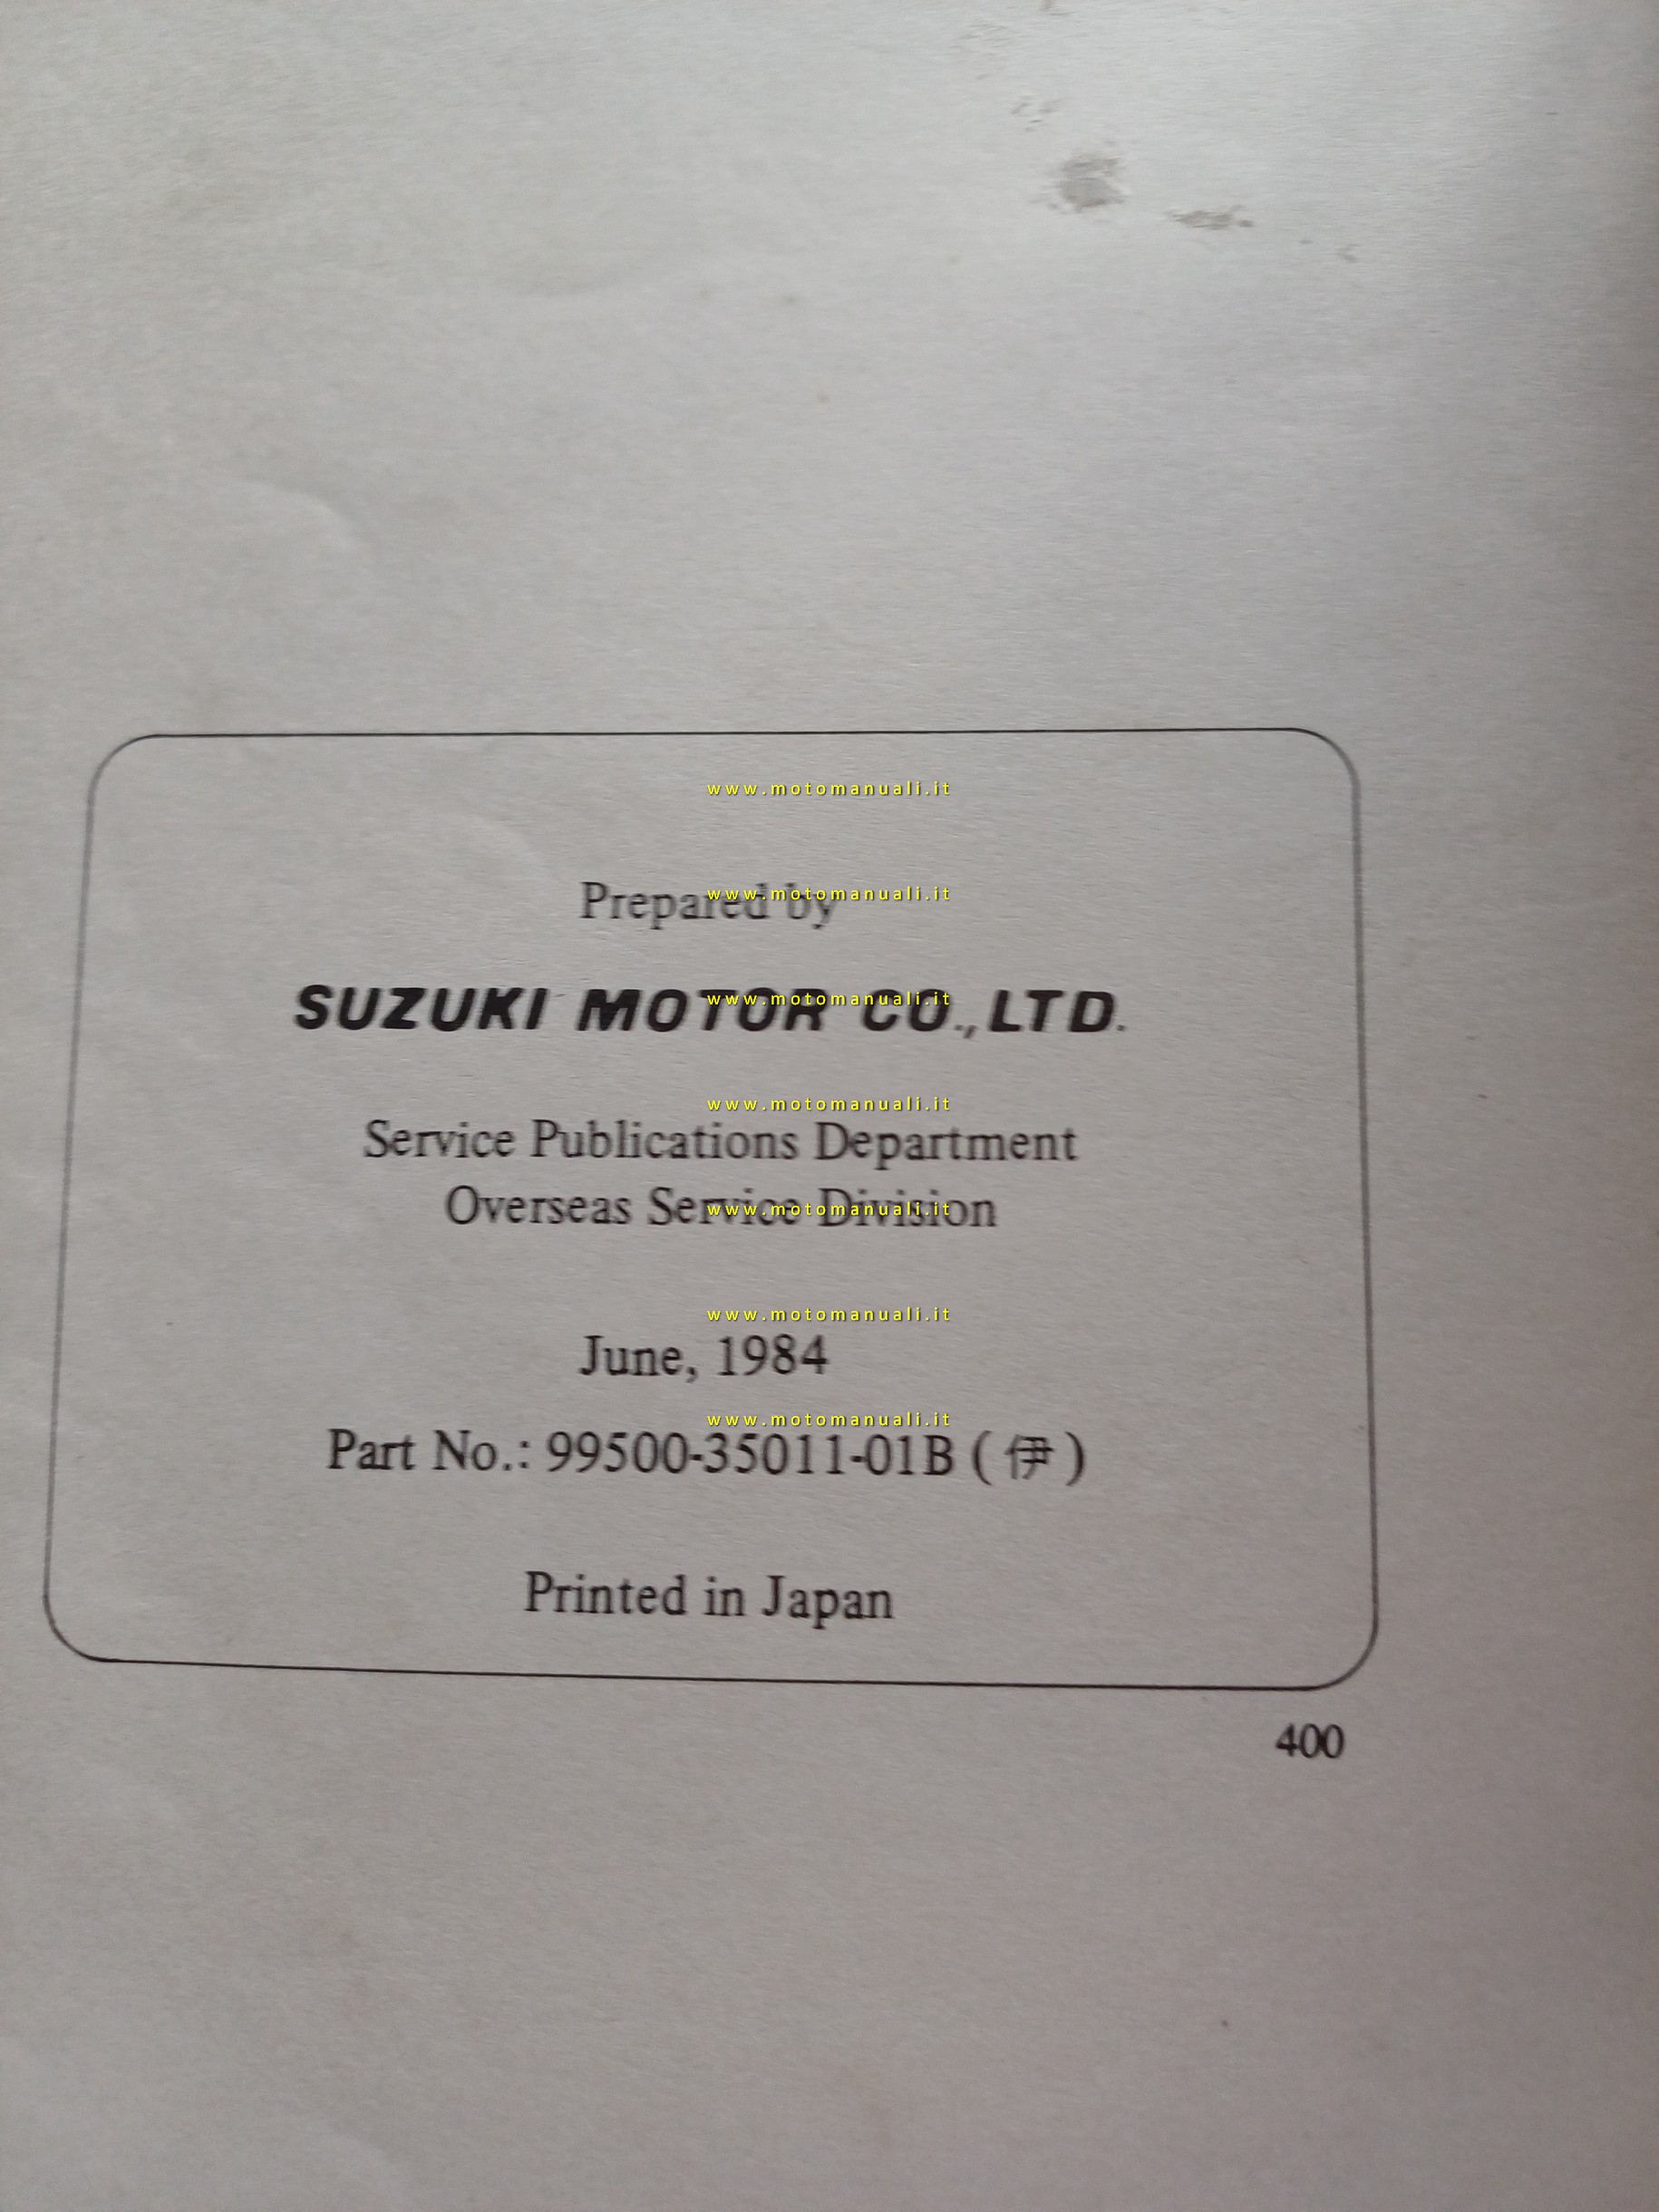 www.motomanuali.it
Prepared by
www.motomanuali.it
SUZUKI MOTOR CO., LTD.
www.motomanuali.it
www.motomanuali.it
Service Publications Department
Overseas Service Division
www.motomanuali.it
www.motomanuali.it
June, 1984
www.motomanuali.it
Part No.: 99500-35011-01B (伊)
Printed in Japan
400